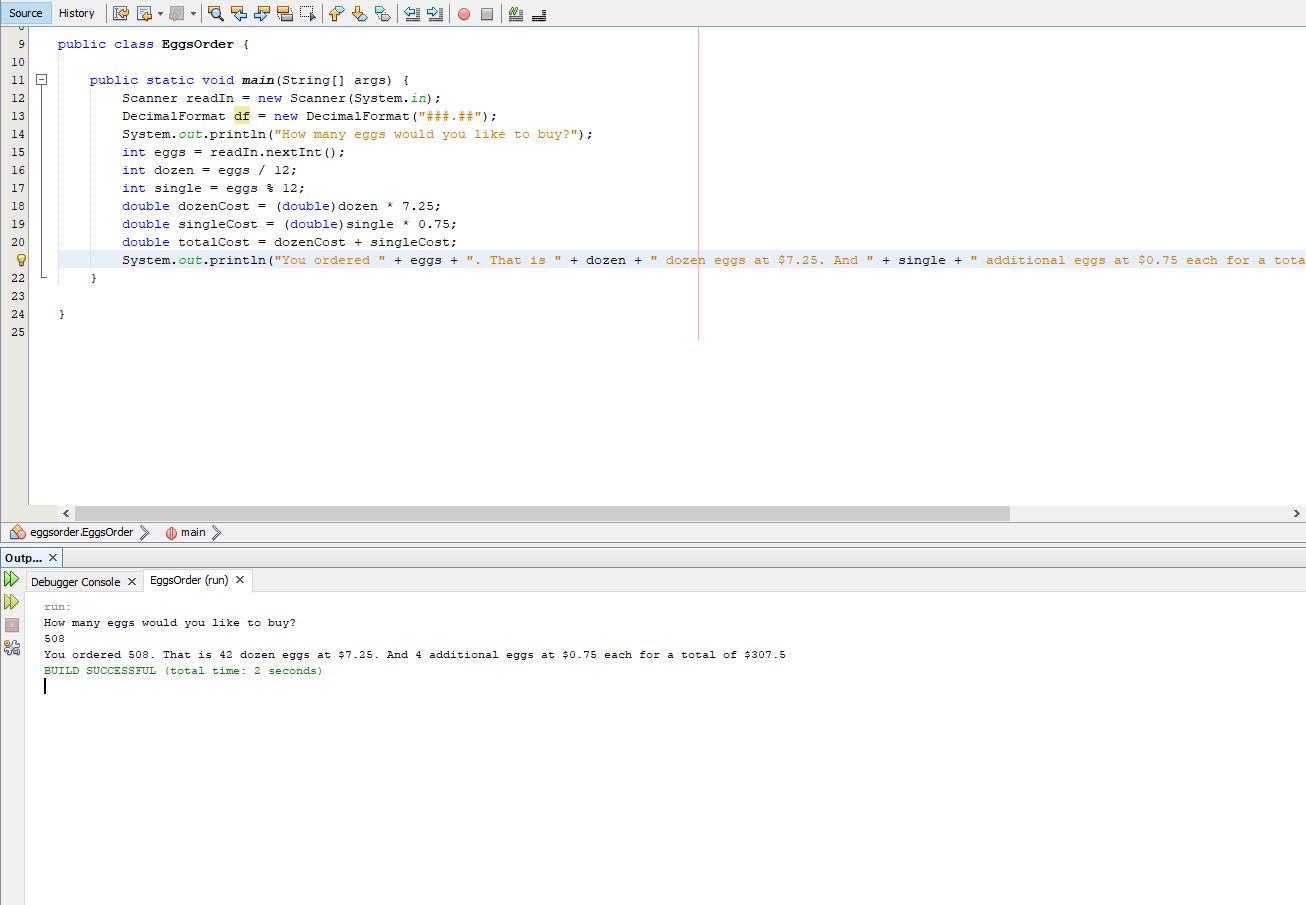 Source History
9 public class EggsOrder {
10
11 public static void main(String[] args) {
12 Scanner readIn = new Scanner(System.in);
13 DecimalFormat df = new DecimalFormat("###.##");
14 System.out.println("How many eggs would you like to buy?");
15 int eggs = readIn.nextInt();
16 int dozen = eggs / 12;
17 int single = eggs % 12;
18 double dozenCost = (double)dozen * 7.25;
19 double singleCost = (double)single * 0.75;
20 double totalCost = dozenCost + singleCost;
System.out.println("You ordered " + eggs + ". That is " + dozen + " dozen eggs at $7.25. And " + single + " additional eggs at $0.75 each for a tota
22 }
23
24 }
25
eggsorder.EggsOrder main
Outp...
Debugger Console EggsOrder (run)
run:
How many eggs would you like to buy?
508
You ordered 508. That is 42 dozen eggs at $7.25. And 4 additional eggs at $0.75 each for a total of $307.5
BUILD SUCCESSFUL (total time: 2 seconds)